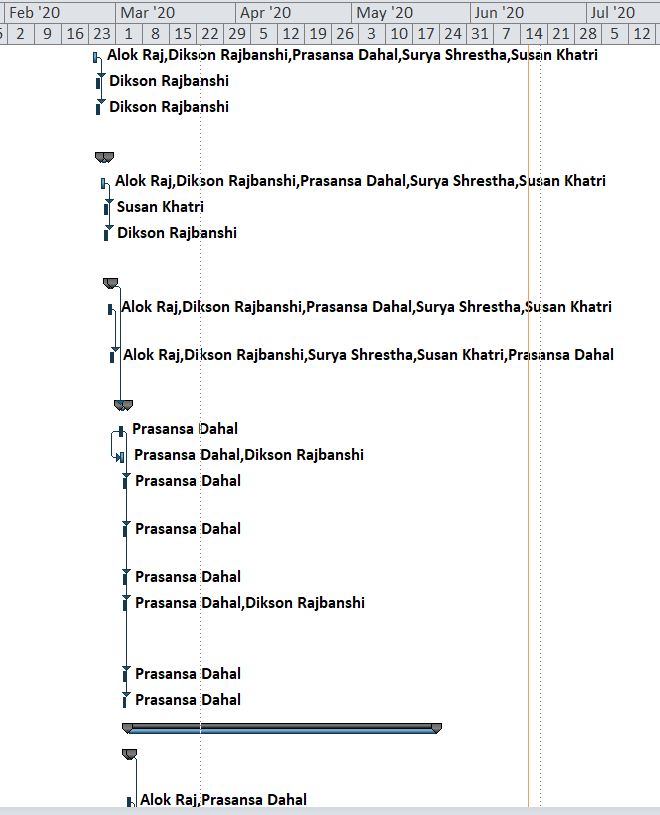 Feb '20 Mar '20 Apr '20 May '20 Jun '20 Jul '20
2 9 16 23 1 8 15 22 29 5 12 19 26 3 10 17 24 31 7 14 21 28 5 12
Alok Raj,Dikson Rajbanshi,Prasansa Dahal,Surya Shrestha,Susan Khatri
Dikson Rajbanshi
Dikson Rajbanshi
Alok Raj,Dikson Rajbanshi,Prasansa Dahal,Surya Shrestha,Susan Khatri
Susan Khatri
Dikson Rajbanshi
Alok Raj,Dikson Rajbanshi,Prasansa Dahal,Surya Shrestha,Susan Khatri
Alok Raj,Dikson Rajbanshi,Surya Shrestha,Susan Khatri,Prasansa Dahal
Prasansa Dahal
Prasansa Dahal,Dikson Rajbanshi
Prasansa Dahal
Prasansa Dahal
Prasansa Dahal
Prasansa Dahal,Dikson Rajbanshi
Prasansa Dahal
Prasansa Dahal
Alok Raj,Prasansa Dahal